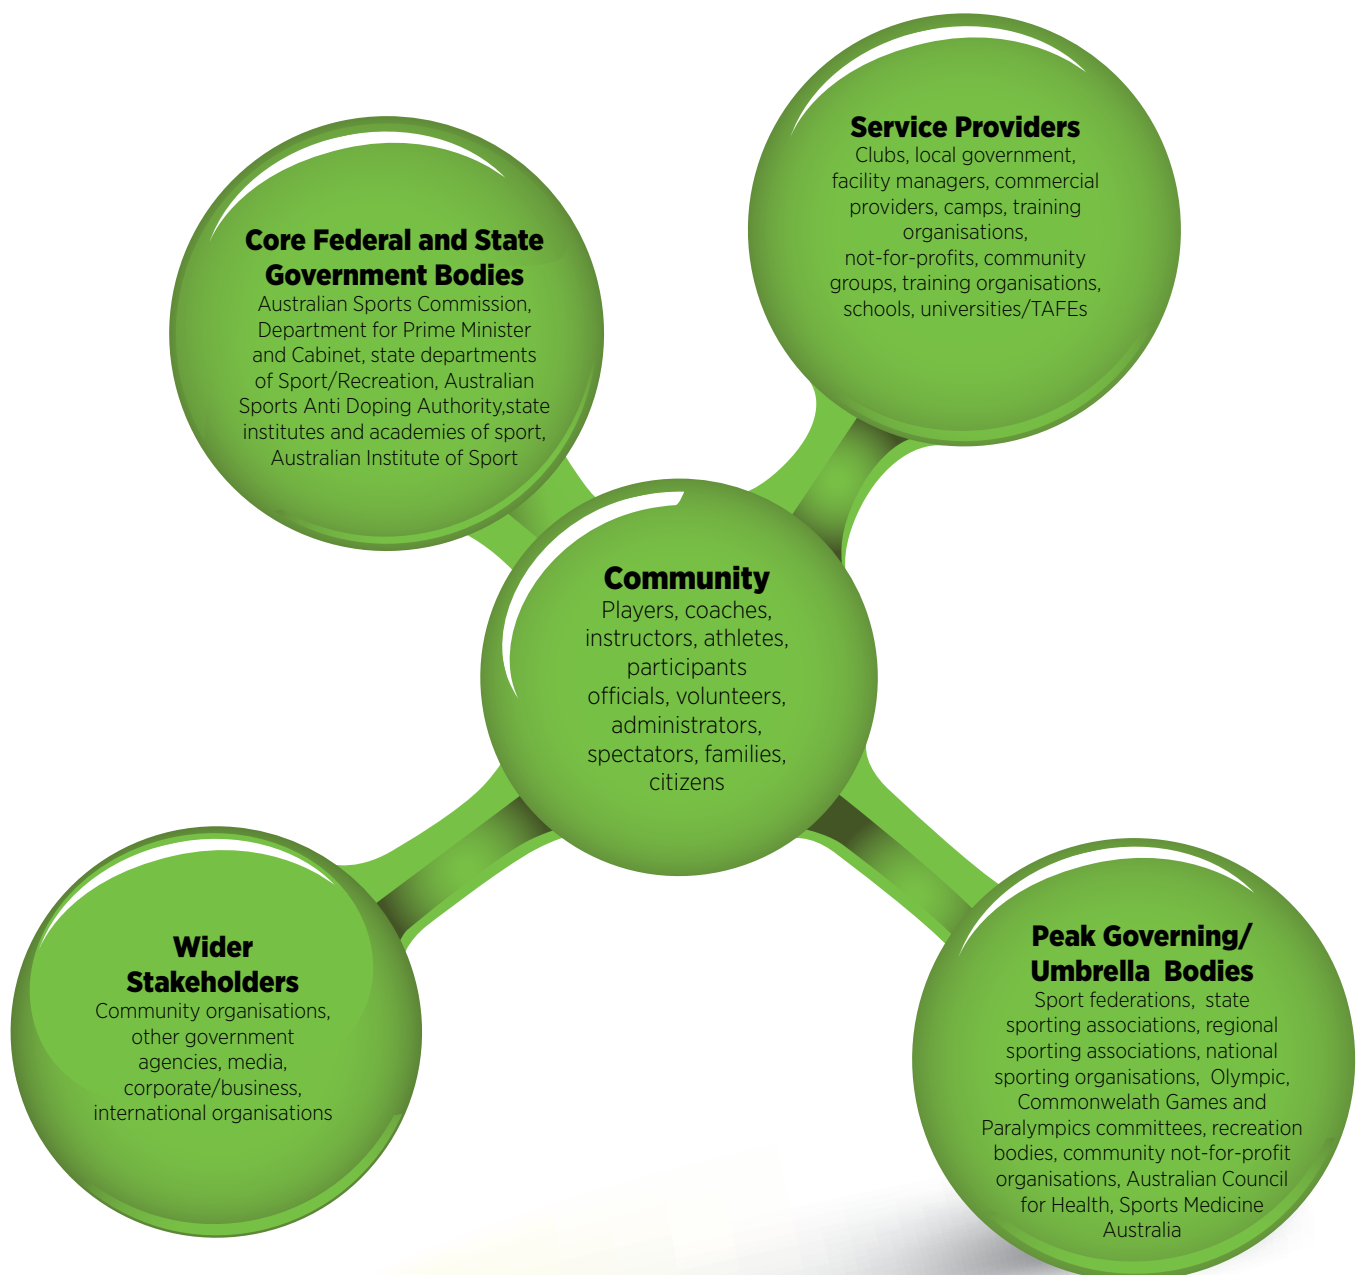 Service Providers
Clubs, local government,
facility managers, commercial
providers, camps, training
organisations,
not-for-profits, community
groups, training organisations,
schools, universities/TAFEs
Core Federal and State
Government Bodies
Australian Sports Commission,
Department for Prime Minister
and Cabinet, state departments
of Sport/Recreation, Australian
Sports Anti Doping Authority,state
institutes and academies of sport,
Australian Institute of Sport
Community
Players, coaches,
instructors, athletes,
participants
officials, volunteers,
administrators,
spectators, families,
citizens
Wider
Stakeholders
Community organisations,
other government
agencies, media,
corporate/business,
international organisations
Peak Governing/
Umbrella Bodies
Sport federations, state
sporting associations, regional
sporting associations, national
sporting organisations, Olympic,
Commonwelath Games and
Paralympics committees, recreation
bodies, community not-for-profit
organisations, Australian Council
for Health, Sports Medicine
Australia